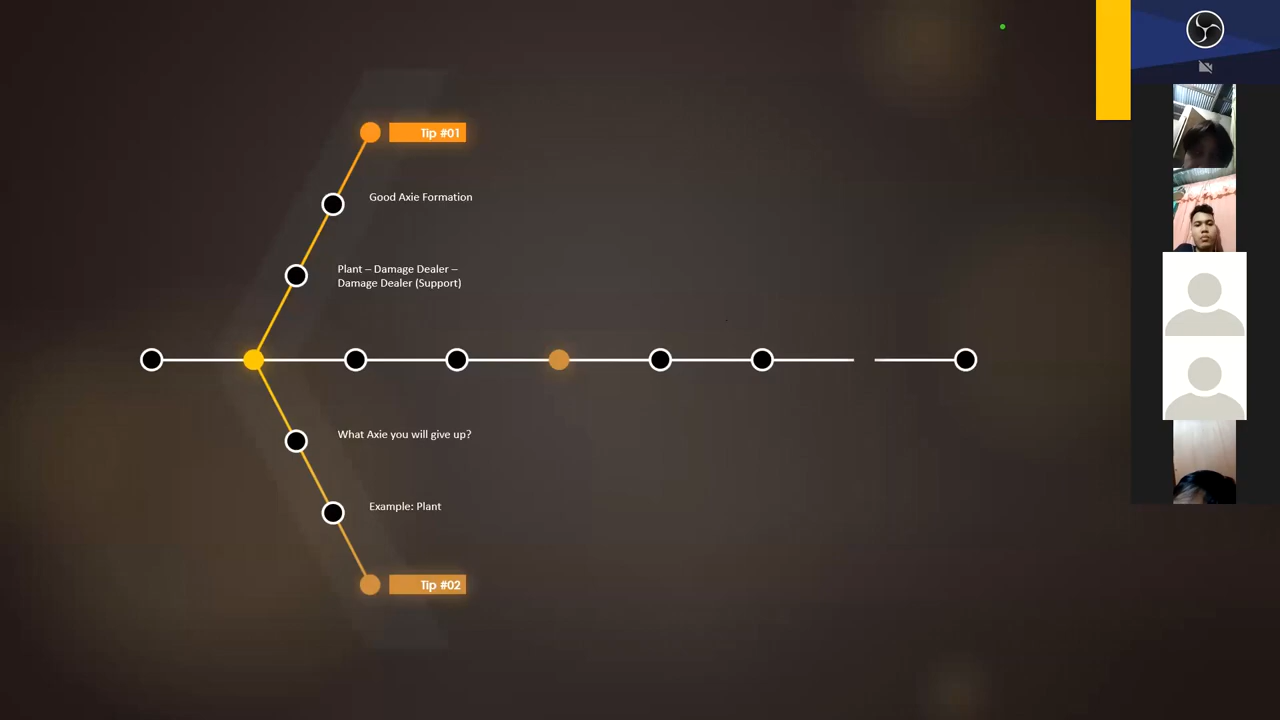 Tip #01
Good Axie Formation
Plant – Damage Dealer –
Damage Dealer (Support)
What Axie you will give up?
Example: Plant
Tip #02